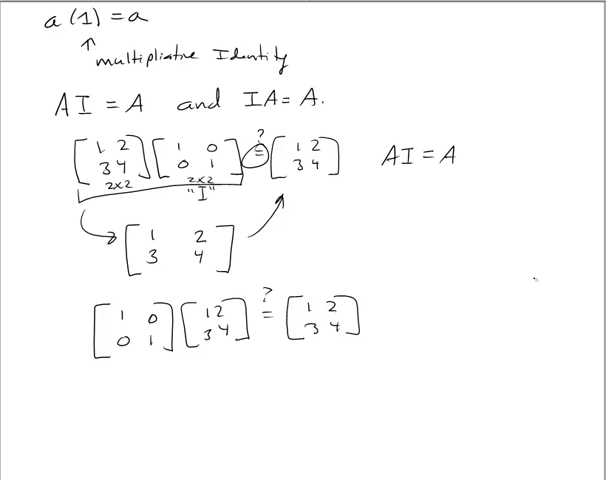 a(1) = a
↑ multipliative Identity
AI = A and IA = A.
[1 2 3 4] [1 0 0 1] =? [1 2 3 4] AI = A
2x2 2x2
"I"
[1 2 3 4]
[1 0 0 1] [1 2 3 4] =? [1 2 3 4]